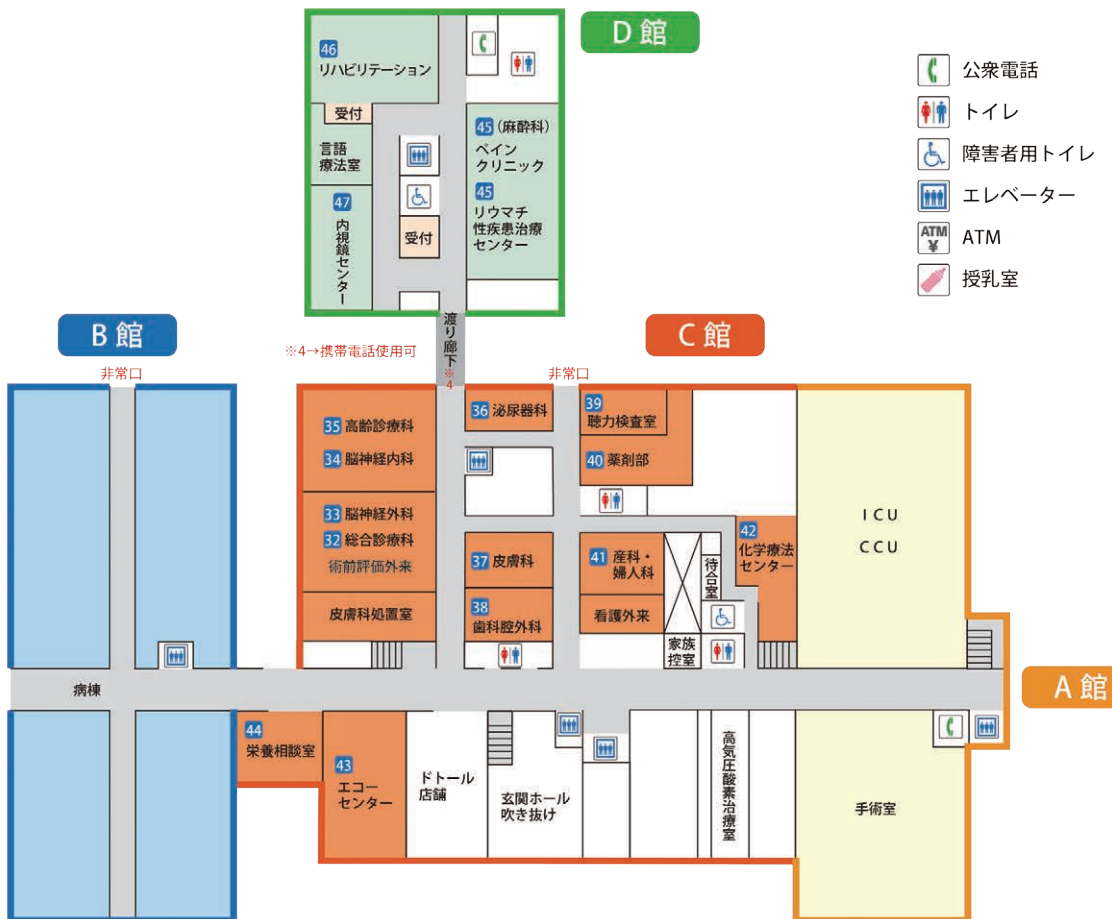 D館
46
リハビリテーション
受付
言語
療法室
47
内視鏡センター
受付
45 (麻酔科)
ペイン
クリニック
45
リウマチ
性疾患治療
センター
公衆電話
トイレ
障害者用トイレ
エレベーター
ATM
¥
ATM
授乳室
渡り廊下※4
※4→携帯電話使用可
B館
非常口
病棟
C館
非常口
35 高齢診療科
34 脳神経内科
33 脳神経外科
32 総合診療科
術前評価外来
皮膚科処置室
36 泌尿器科
37 皮膚科
38
歯科腔外科
39
聴力検査室
40 薬剤部
41 産科・
婦人科
看護外来
待合室
家族
控室
42
化学療法
センター
44
栄養相談室
43
エコー
センター
ドトール
店舗
玄関ホール
吹き抜け
高気圧酸素治療室
ICU
CCU
A館
手術室